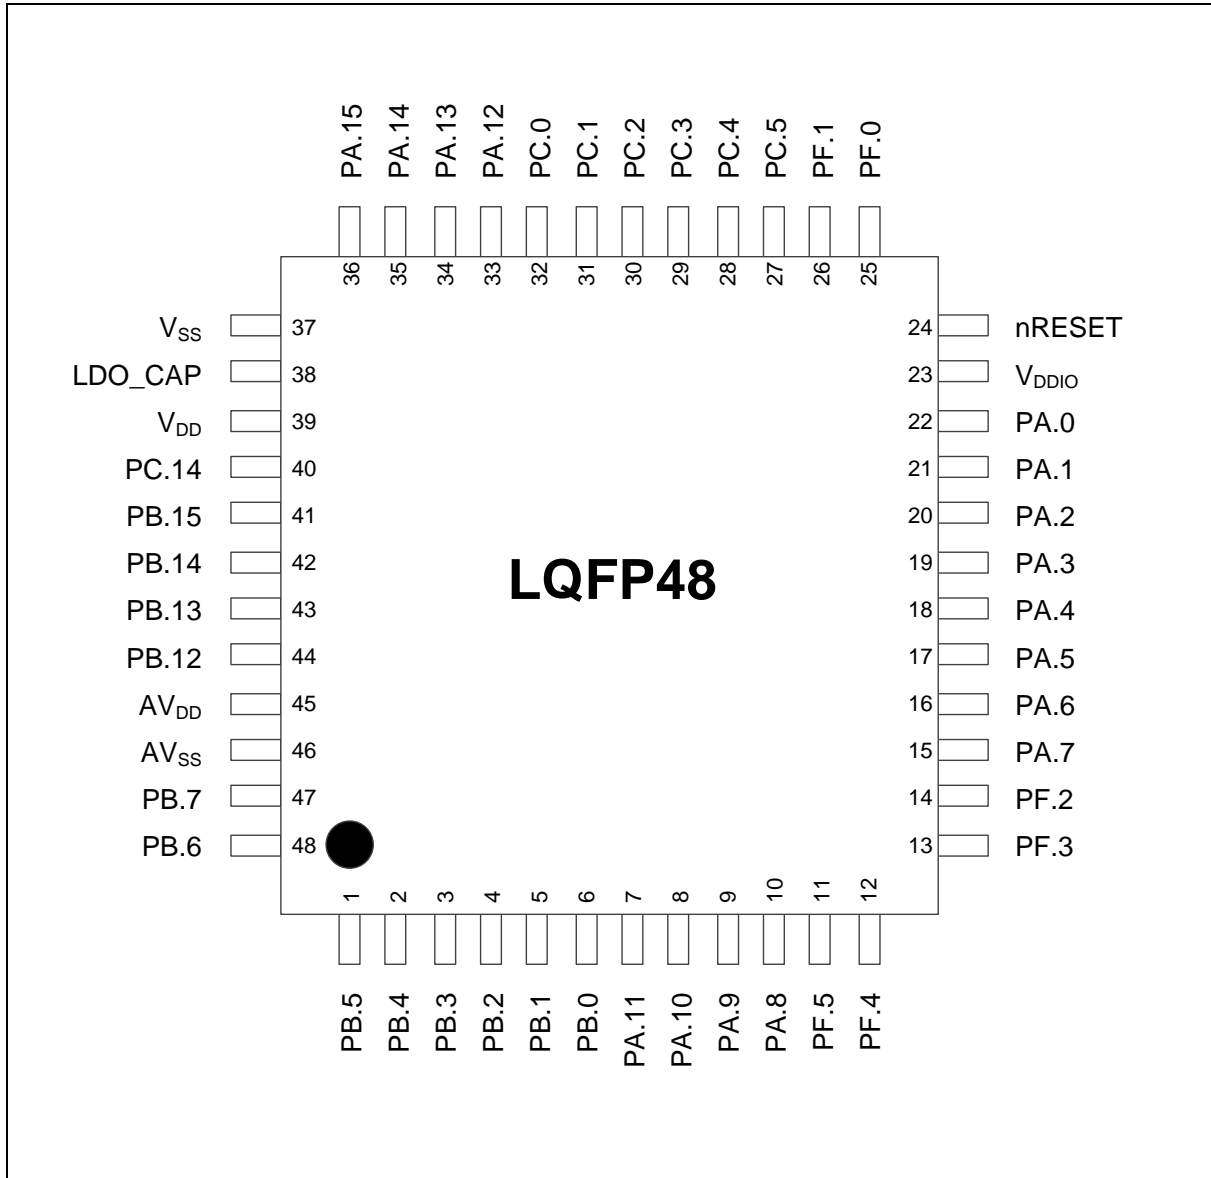 PA.15 PA.14 PA.13 PA.12 PC.0 PC.1 PC.2 PC.3 PC.4 PC.5 PF.1 PF.0
36 35 34 33 32 31 30 29 28 27 26 25
V_SS 37 24 nRESET
LDO_CAP 38 23 V_DDIO
V_DD 39 22 PA.0
PC.14 40 21 PA.1
PB.15 41 20 PA.2
PB.14 42 19 PA.3
LQFP48
PB.13 43 18 PA.4
PB.12 44 17 PA.5
AV_DD 45 16 PA.6
AV_SS 46 15 PA.7
PB.7 47 14 PF.2
PB.6 48 13 PF.3
1 2 3 4 5 6 7 8 9 10 11 12
PB.5 PB.4 PB.3 PB.2 PB.1 PB.0 PA.11 PA.10 PA.9 PA.8 PF.5 PF.4